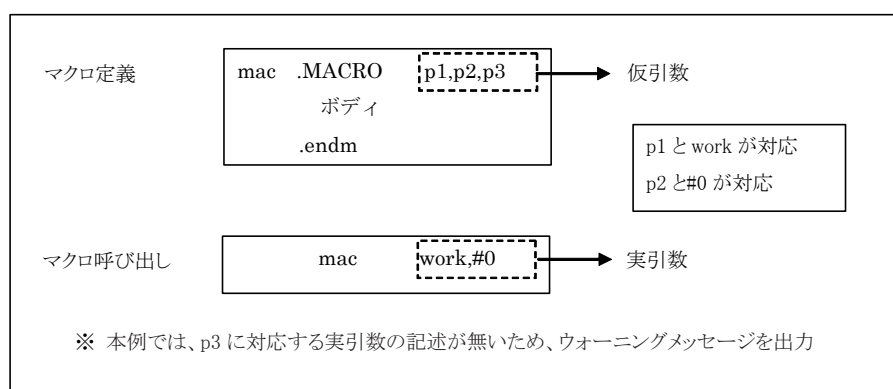 マクロ定義
mac .MACRO p1,p2,p3
仮引数
ボディ
.endm
p1 と work が対応
p2 と#0 が対応
マクロ呼び出し
mac work,#0
実引数
※ 本例では、p3 に対応する実引数の記述が無いため、ウォーニングメッセージを出力